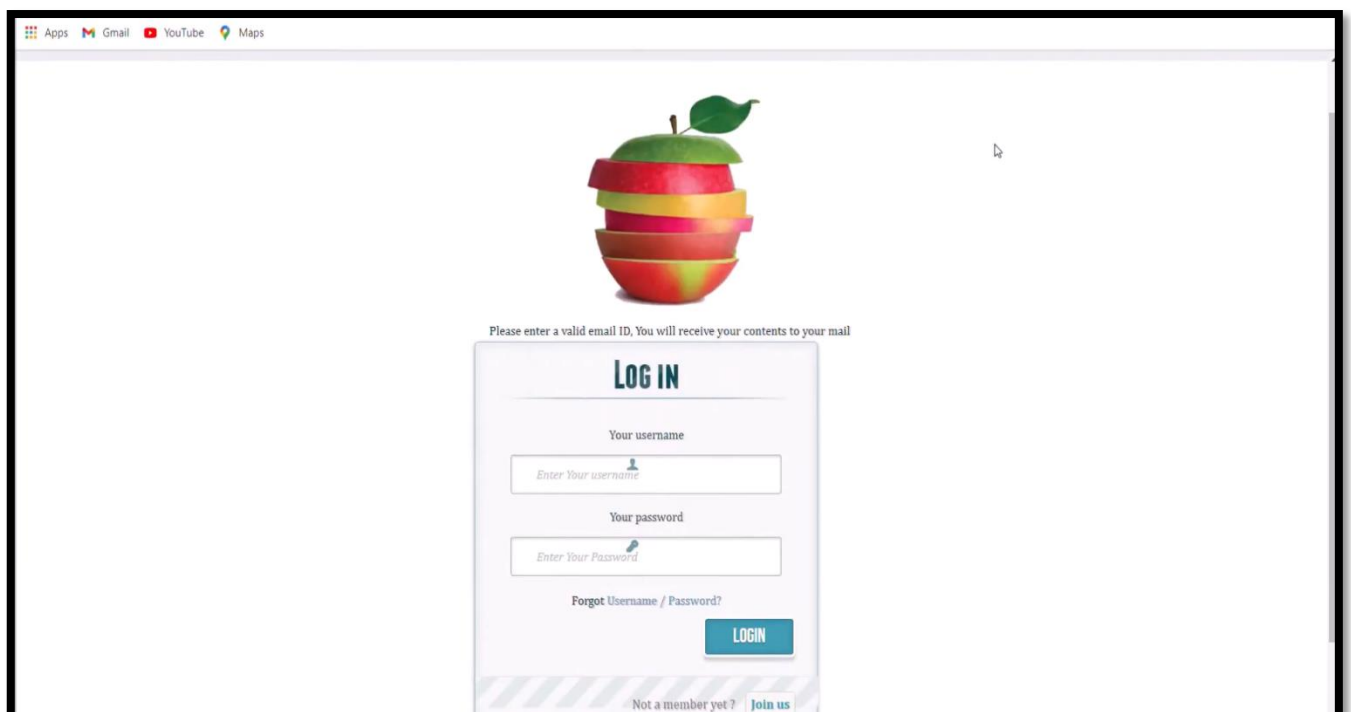 Apps Gmail YouTube Maps
Please enter a valid email ID, You will receive your contents to your mail
LOG IN
Your username
Enter Your username
Your password
Enter Your Password
Forgot Username / Password?
LOGIN
Not a member yet ? Join us